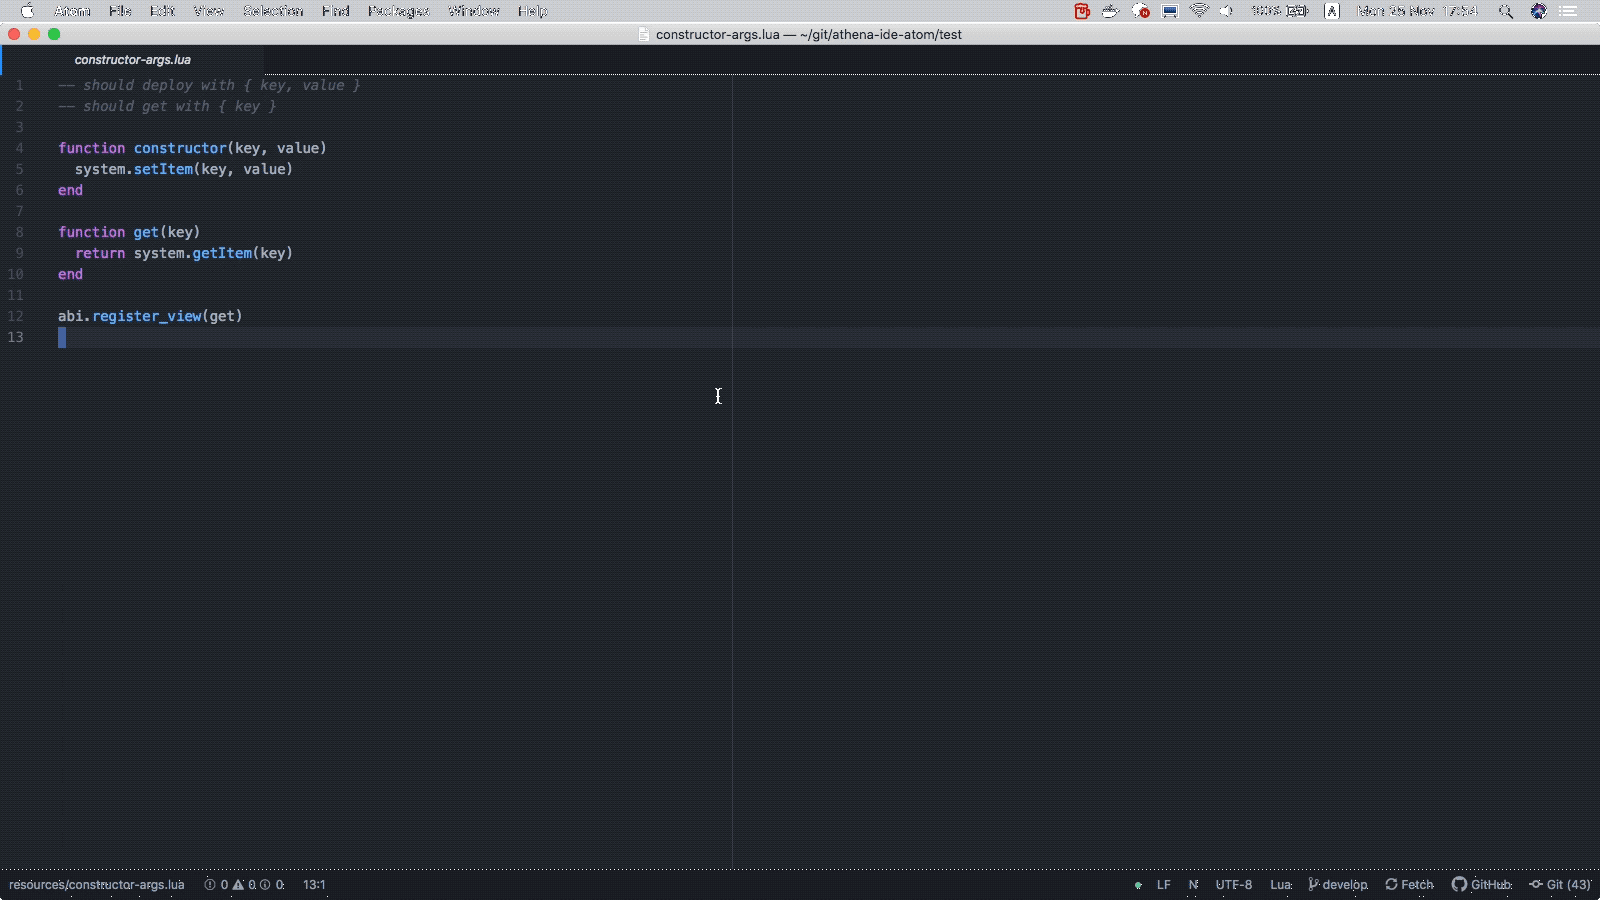 Atom File Edit View Selection Find Packages Window Help Mon 25 Nov 17:54
constructor-args.lua — ~/git/athena-ide-atom/test
constructor-args.lua
1 -- should deploy with { key, value }
2 -- should get with { key }
3
4 function constructor(key, value)
5 system.setItem(key, value)
6 end
7
8 function get(key)
9 return system.getItem(key)
10 end
11
12 abi.register_view(get)
13
resources/constructor-args.lua 0 0 0 13:1 LF UTF-8 Lua develop Fetch GitHub Git (43)